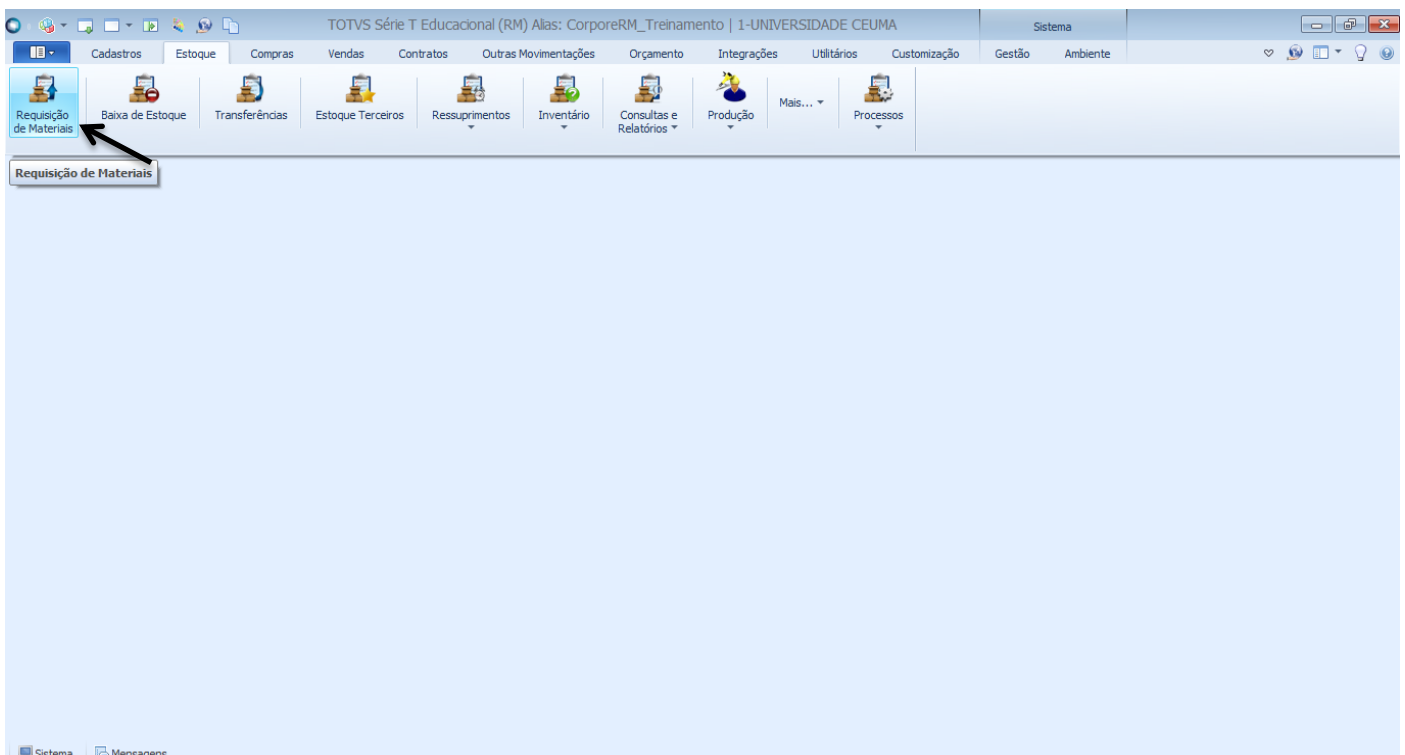 TOTVS Série T Educacional (RM) Alias: CorporeRM_Treinamento | 1-UNIVERSIDADE CEUMA
Sistema
Cadastros Estoque Compras Vendas Contratos Outras Movimentações Orçamento Integrações Utilitários Customização Gestão Ambiente
Requisição de Materiais
Baixa de Estoque
Transferências
Estoque Terceiros
Ressuprimentos
Inventário
Consultas e Relatórios
Produção
Mais...
Processos
Requisição de Materiais
Sistema Mensagens